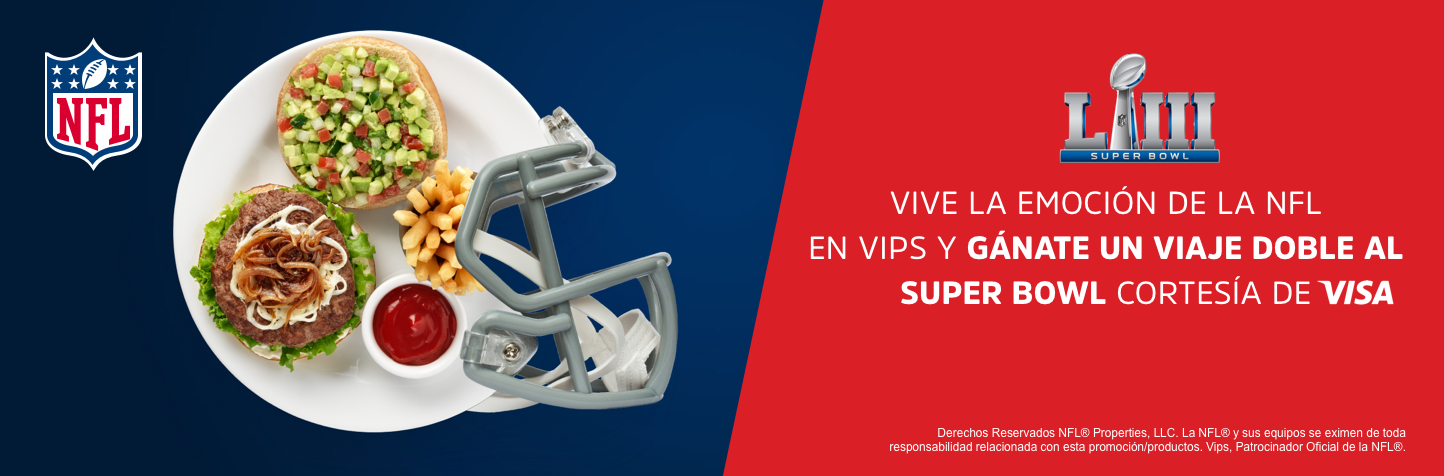 NFL
LIII
SUPER BOWL
VIVE LA EMOCIÓN DE LA NFL
EN VIPS Y GÁNATE UN VIAJE DOBLE AL
SUPER BOWL CORTESÍA DE VISA
Derechos Reservados NFL® Properties, LLC. La NFL® y sus equipos se eximen de toda
responsabilidad relacionada con esta promoción/productos. Vips, Patrocinador Oficial de la NFL®.